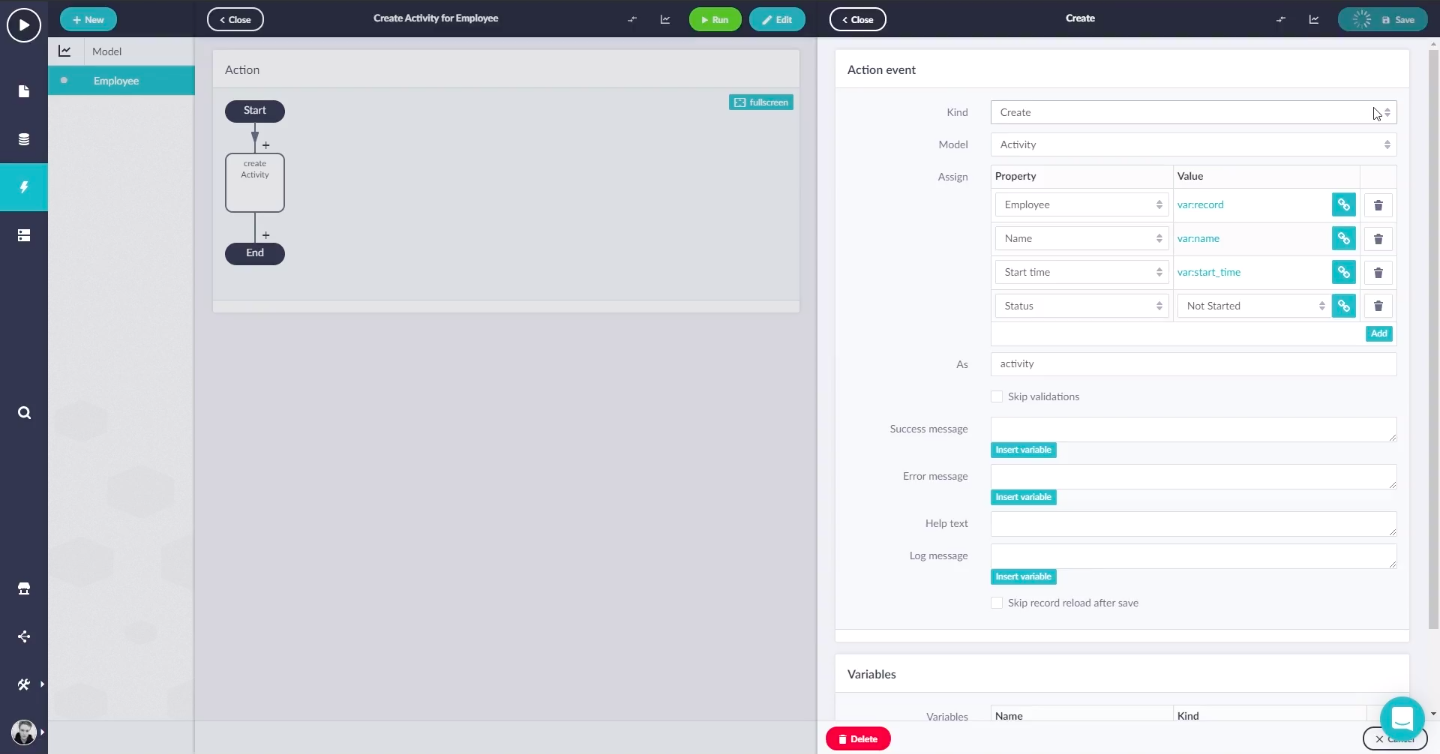 + New
< Close
Create Activity for Employee
Run
Edit
< Close
Create
Save
Model
Employee
Action
fullscreen
Start
create
Activity
End
Action event
Kind
Create
Model
Activity
Assign
Property
Value
Employee
var:record
Name
var:name
Start time
var:start_time
Status
Not Started
Add
As
activity
Skip validations
Success message
Insert variable
Error message
Insert variable
Help text
Log message
Insert variable
Skip record reload after save
Variables
Variables
Name
Kind
Delete